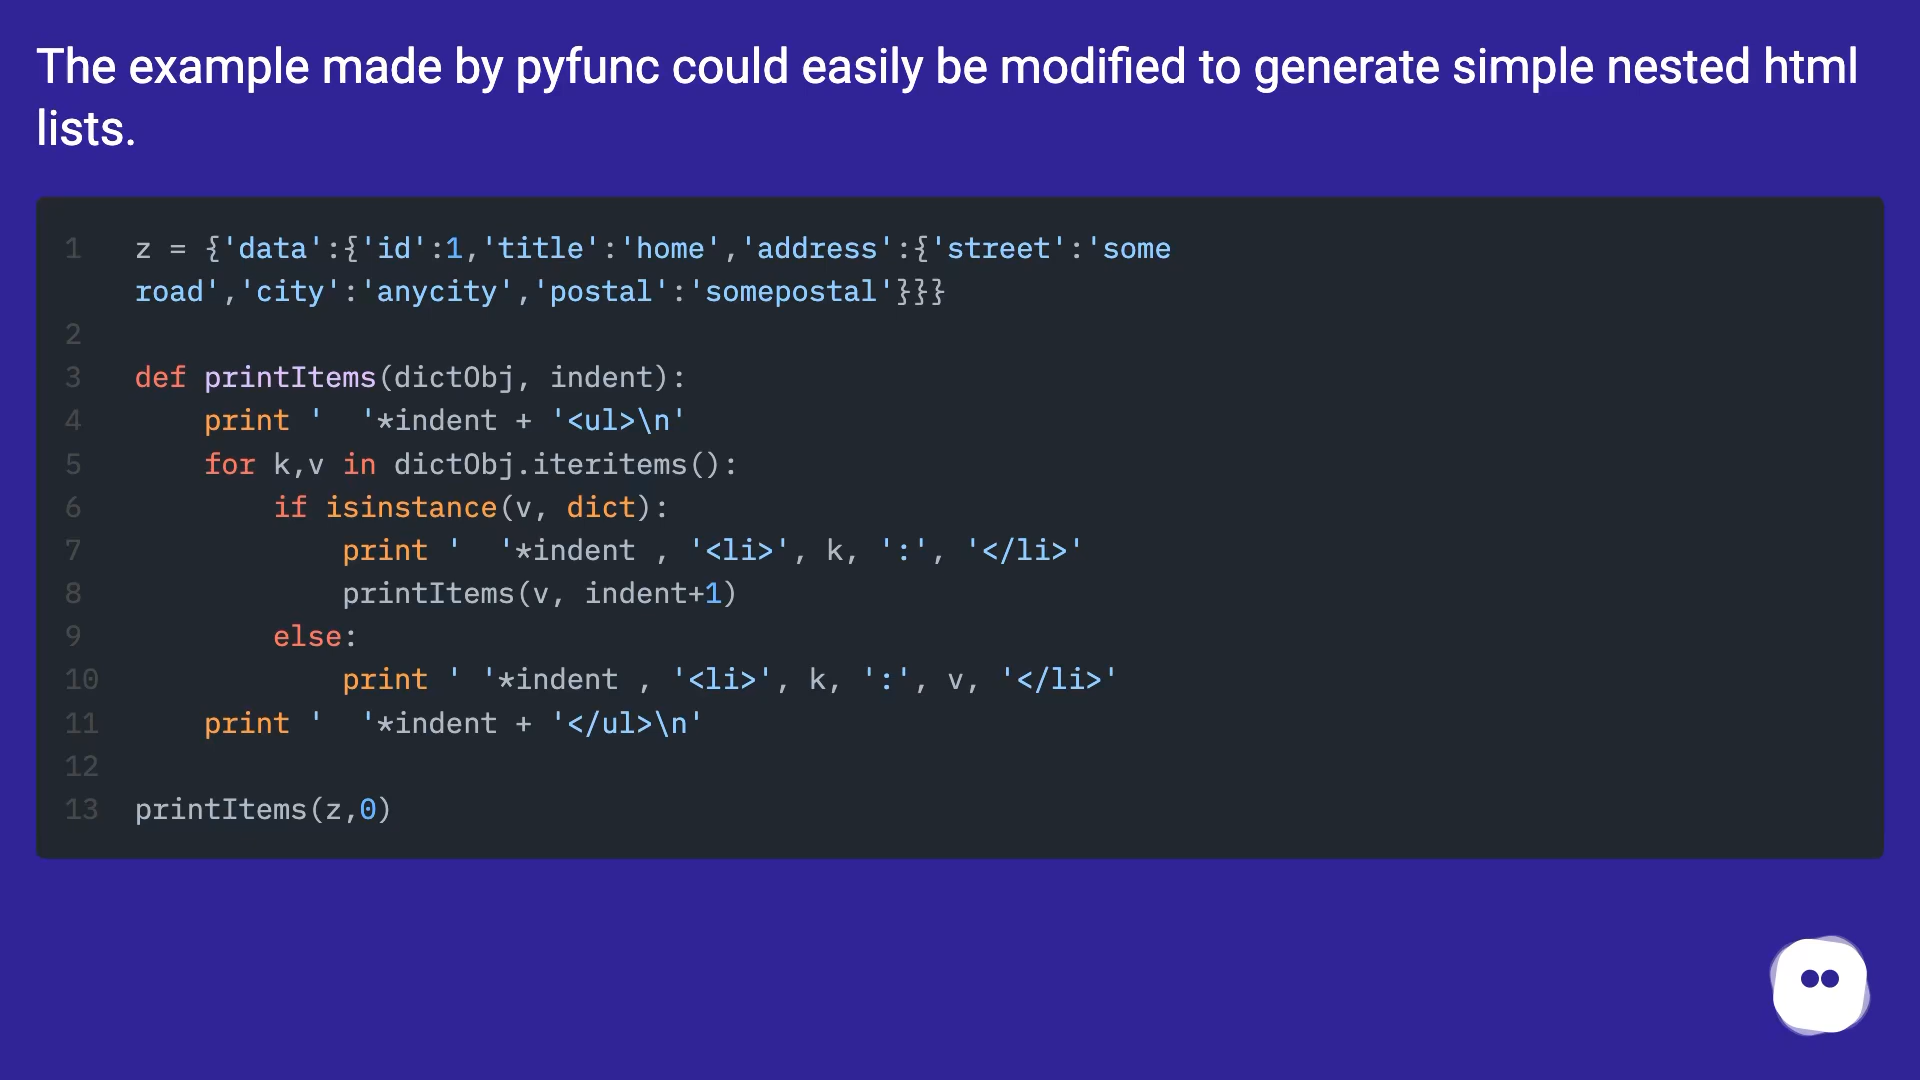 The example made by pyfunc could easily be modified to generate simple nested html
lists.
1 z = {'data':{'id':1,'title':'home','address':{'street':'some
road','city':'anycity','postal':'somepostal'}}}
2
3 def printItems(dictObj, indent):
4     print '  '*indent + '<ul>\n'
5     for k,v in dictObj.iteritems():
6         if isinstance(v, dict):
7             print '  '*indent , '<li>', k, ':', '</li>'
8             printItems(v, indent+1)
9         else:
10             print ' '*indent , '<li>', k, ':', v, '</li>'
11     print '  '*indent + '</ul>\n'
12
13 printItems(z,0)